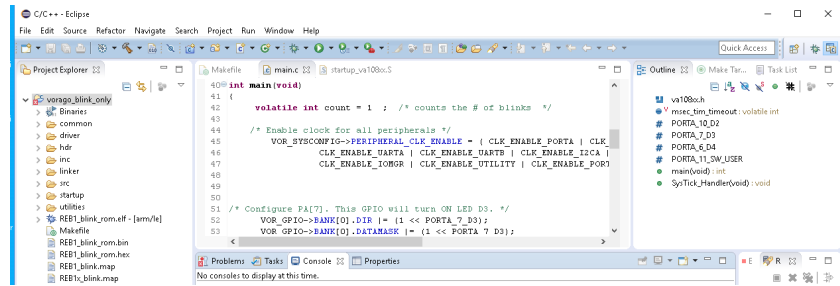 C/C++ - Eclipse
File Edit Source Refactor Navigate Search Project Run Window Help
Quick Access
Project Explorer
vorago_blink_only
Binaries
common
driver
hdr
inc
linker
src
startup
utilities
REB1_blink_rom.elf - [arm/le]
Makefile
REB1_blink_rom.bin
REB1_blink_rom.hex
REB1_blink.map
REB1x_blink.map
Makefile main.c startup_va108xx.S
40 int main(void)
41 {
42 volatile int count = 1 ; /* counts the # of blinks */
43
44 /* Enable clock for all peripherals */
45 VOR_SYSCONFIG->PERIPHERAL_CLK_ENABLE = ( CLK_ENABLE_PORTA | CLK_
46 CLK_ENABLE_UARTA | CLK_ENABLE_UARTB | CLK_ENABLE_I2CA |
47 CLK_ENABLE_IOMGR | CLK_ENABLE_UTILITY | CLK_ENABLE_PORT
48
49
50
51 /* Configure PA[7]. This GPIO will turn ON LED D3. */
52 VOR_GPIO->BANK[0].DIR |= (1 << PORTA_7_D3);
53 VOR_GPIO->BANK[0].DATAMASK |= (1 << PORTA_7_D3);
Problems Tasks Console Properties
No consoles to display at this time.
Outline Make Tar... Task List
va108xx.h
msec_tim_timeout : volatile int
PORTA_10_D2
PORTA_7_D3
PORTA_6_D4
PORTA_11_SW_USER
main(void) : int
SysTick_Handler(void) : void
E R